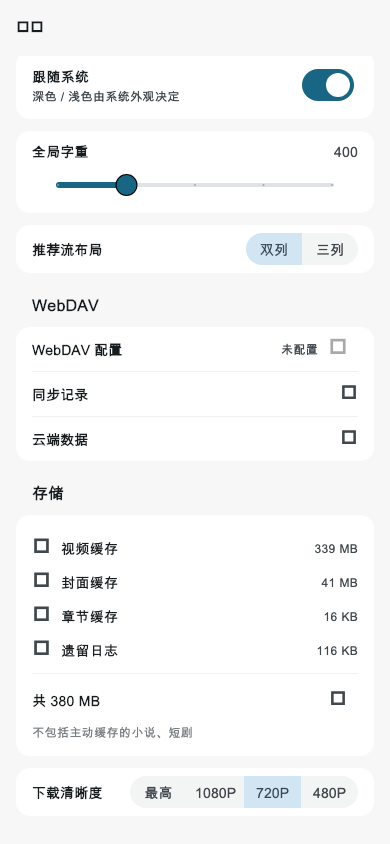 跟随系统
深色 / 浅色由系统外观决定
全局字重 400
推荐流布局 双列 三列
WebDAV
WebDAV 配置 未配置
同步记录
云端数据
存储
视频缓存 339 MB
封面缓存 41 MB
章节缓存 16 KB
遗留日志 116 KB
共 380 MB
不包括主动缓存的小说、短剧
下载清晰度 最高 1080P 720P 480P